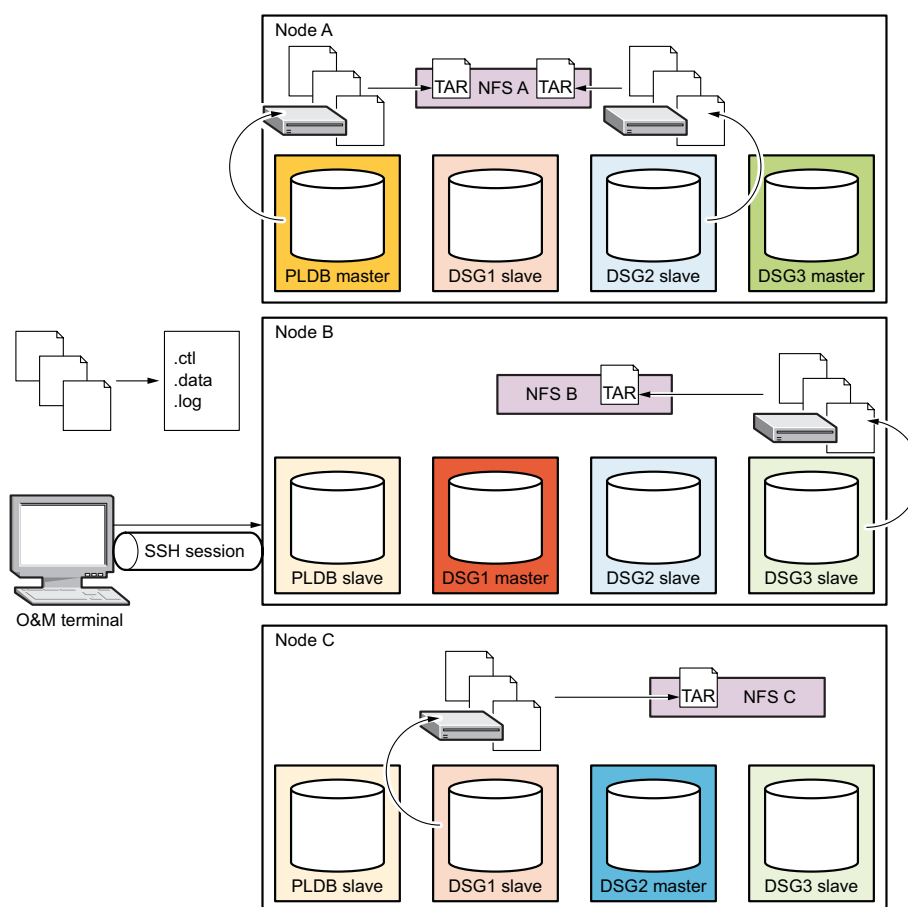 Node A
TAR
NFS A
TAR
PLDB master
DSG1 slave
DSG2 slave
DSG3 master
Node B
.ctl
.data
.log
NFS B
TAR
SSH session
O&M terminal
PLDB slave
DSG1 master
DSG2 slave
DSG3 slave
Node C
TAR
NFS C
PLDB slave
DSG1 slave
DSG2 master
DSG3 slave